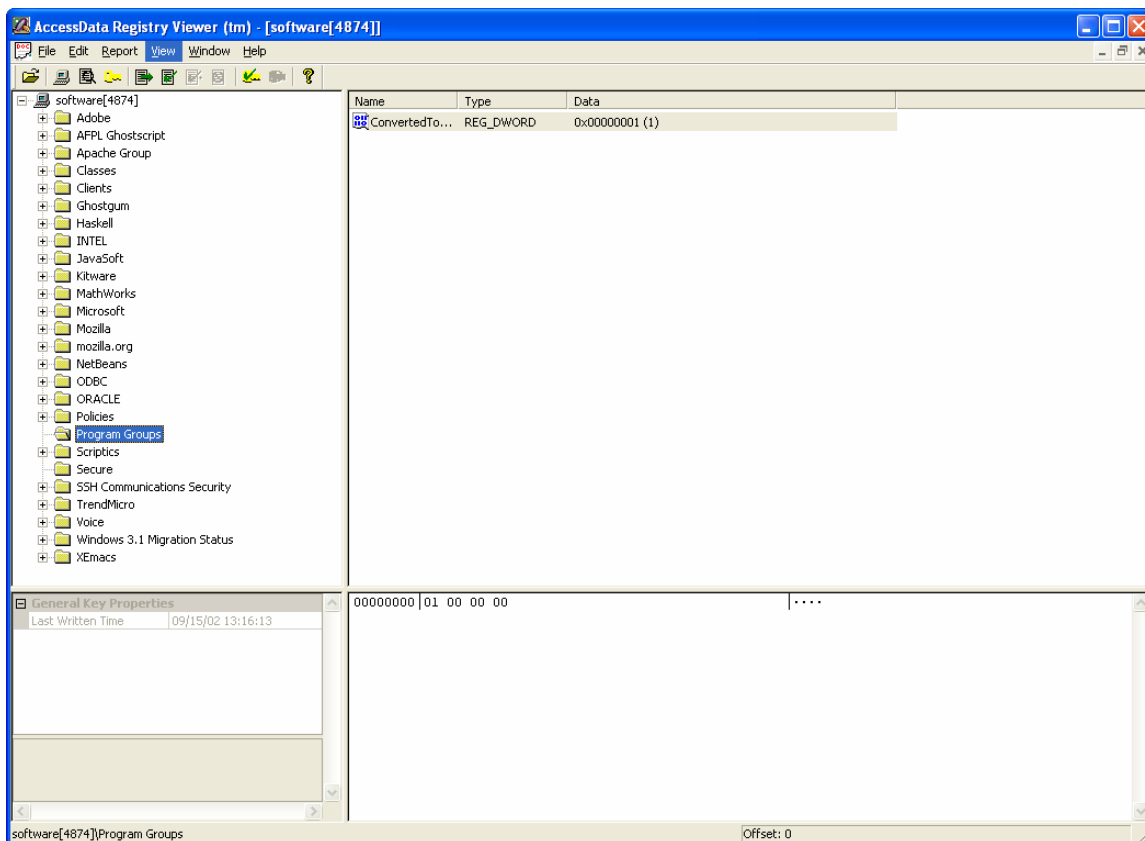 AccessData Registry Viewer (tm) - [software[4874]]
File Edit Report View Window Help
software[4874]
Adobe
AFPL Ghostscript
Apache Group
Classes
Clients
Ghostgum
Haskell
INTEL
JavaSoft
Kitware
MathWorks
Microsoft
Mozilla
mozilla.org
NetBeans
ODBC
ORACLE
Policies
Program Groups
Scriptics
Secure
SSH Communications Security
TrendMicro
Voice
Windows 3.1 Migration Status
XEmacs
Name Type Data
ConvertedTo... REG_DWORD 0x00000001 (1)
General Key Properties
Last Written Time 09/15/02 13:16:13
00000000 01 00 00 00 ....
software[4874]\Program Groups Offset: 0